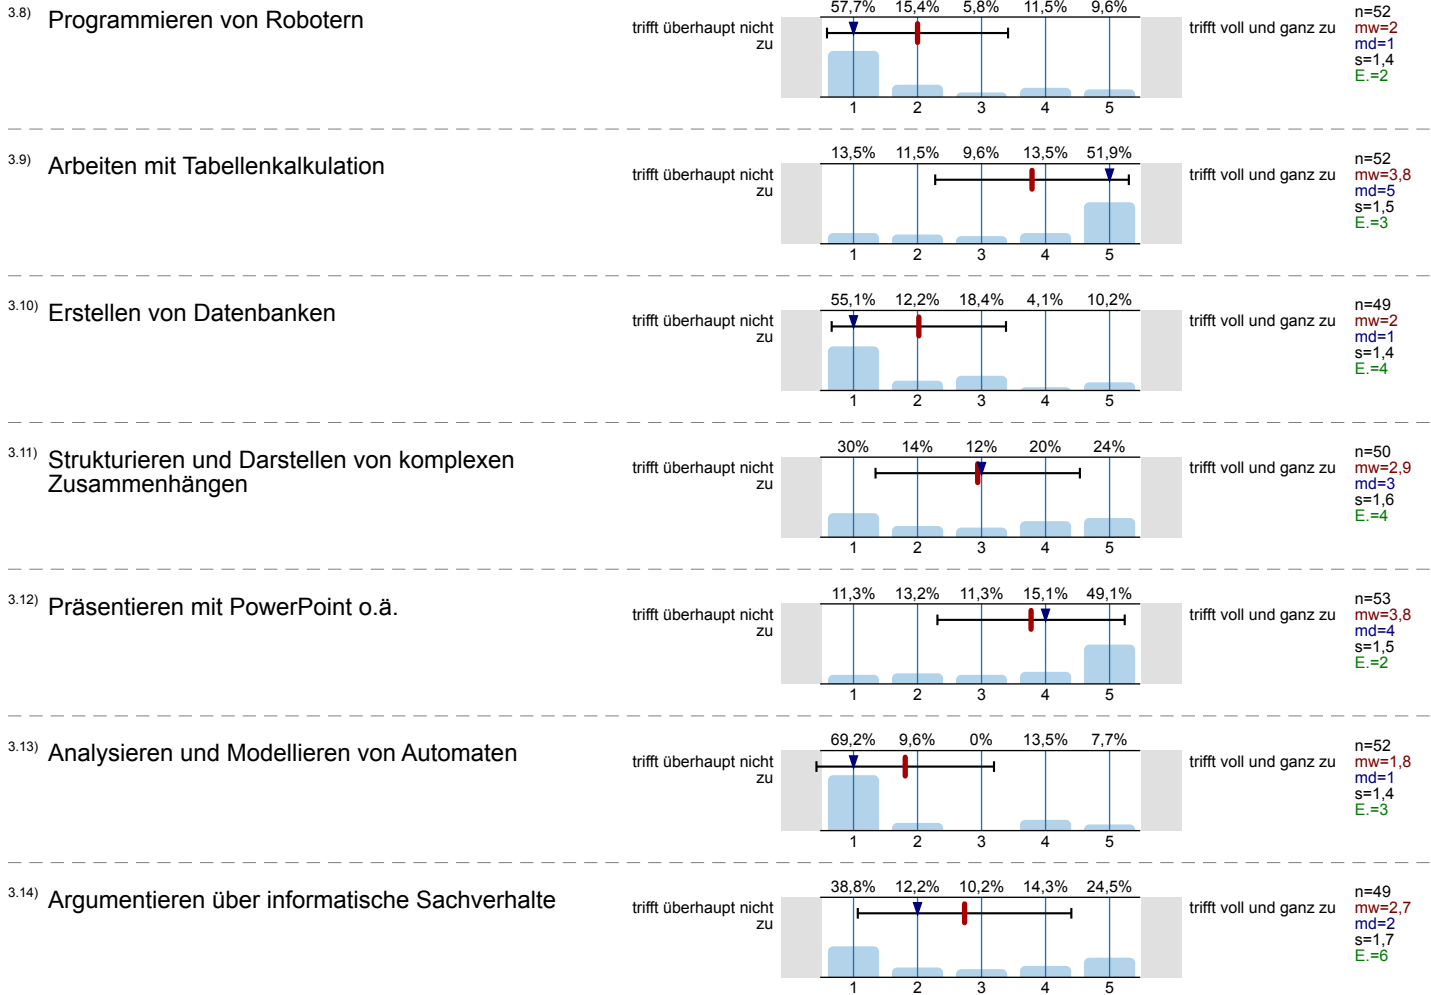 3.8) Programmieren von Robotern
trifft überhaupt nicht
zu
57,7% 15,4% 5,8% 11,5% 9,6%
1 2 3 4 5
trifft voll und ganz zu
n=52
mw=2
md=1
s=1,4
E.=2
3.9) Arbeiten mit Tabellenkalkulation
trifft überhaupt nicht
zu
13,5% 11,5% 9,6% 13,5% 51,9%
1 2 3 4 5
trifft voll und ganz zu
n=52
mw=3,8
md=5
s=1,5
E.=3
3.10) Erstellen von Datenbanken
trifft überhaupt nicht
zu
55,1% 12,2% 18,4% 4,1% 10,2%
1 2 3 4 5
trifft voll und ganz zu
n=49
mw=2
md=1
s=1,4
E.=4
3.11) Strukturieren und Darstellen von komplexen
Zusammenhängen
trifft überhaupt nicht
zu
30% 14% 12% 20% 24%
1 2 3 4 5
trifft voll und ganz zu
n=50
mw=2,9
md=3
s=1,6
E.=4
3.12) Präsentieren mit PowerPoint o.ä.
trifft überhaupt nicht
zu
11,3% 13,2% 11,3% 15,1% 49,1%
1 2 3 4 5
trifft voll und ganz zu
n=53
mw=3,8
md=4
s=1,5
E.=2
3.13) Analysieren und Modellieren von Automaten
trifft überhaupt nicht
zu
69,2% 9,6% 0% 13,5% 7,7%
1 2 3 4 5
trifft voll und ganz zu
n=52
mw=1,8
md=1
s=1,4
E.=3
3.14) Argumentieren über informatische Sachverhalte
trifft überhaupt nicht
zu
38,8% 12,2% 10,2% 14,3% 24,5%
1 2 3 4 5
trifft voll und ganz zu
n=49
mw=2,7
md=2
s=1,7
E.=6